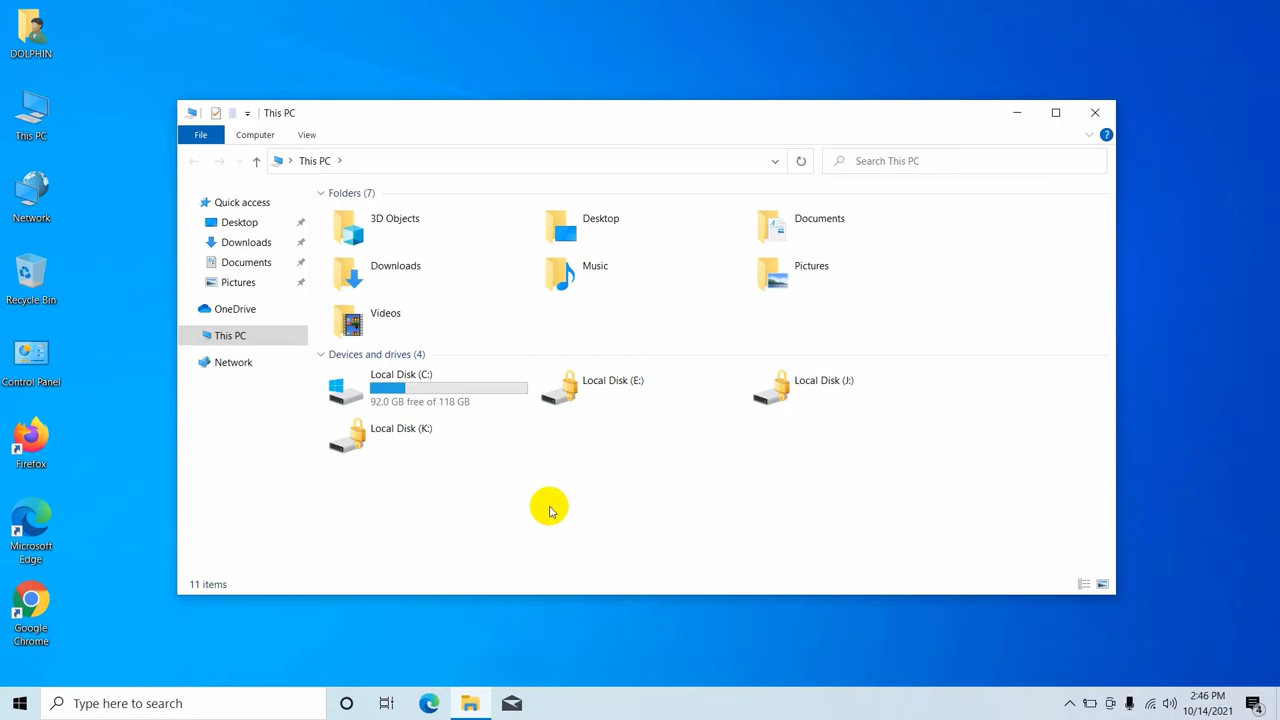 DOLPHIN
This PC
Network
Recycle Bin
Control Panel
Firefox
Microsoft
Edge
Google
Chrome
This PC
File Computer View
This PC
Search This PC
Quick access
Desktop
Downloads
Documents
Pictures
OneDrive
This PC
Network
Folders (7)
3D Objects Desktop Documents
Downloads Music Pictures
Videos
Devices and drives (4)
Local Disk (C:)
92.0 GB free of 118 GB
Local Disk (E:)
Local Disk (J:)
Local Disk (K:)
11 items
Type here to search
2:46 PM
10/14/2021
4